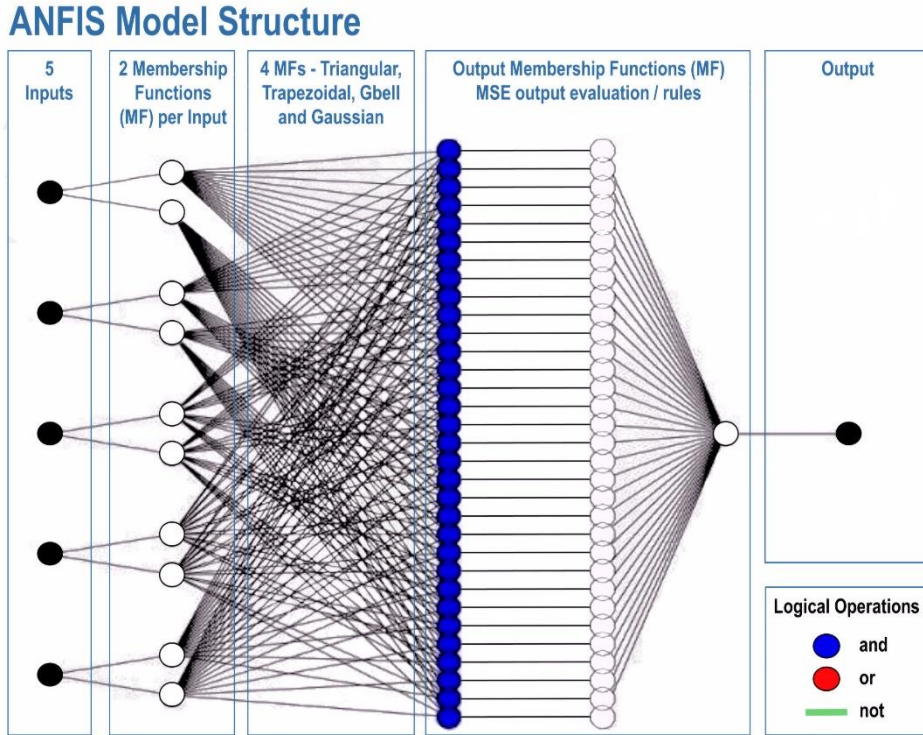 ANFIS Model Structure
5
Inputs
2 Membership
Functions
(MF) per Input
4 MFs - Triangular,
Trapezoidal, Gbell
and Gaussian
Output Membership Functions (MF)
MSE output evaluation / rules
Output
Logical Operations
and
or
not